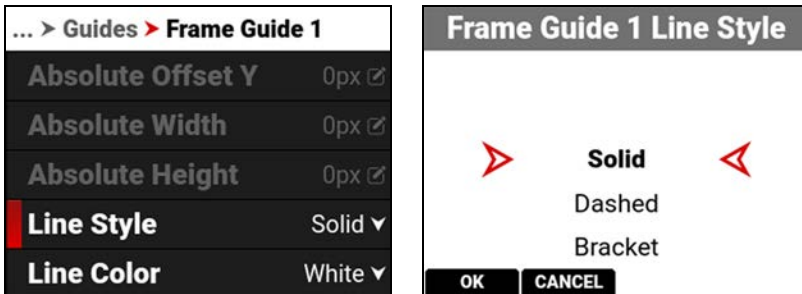 ... > Guides > Frame Guide 1
Absolute Offset Y 0px
Absolute Width 0px
Absolute Height 0px
Line Style Solid
Line Color White
Frame Guide 1 Line Style
Solid
Dashed
Bracket
OK CANCEL